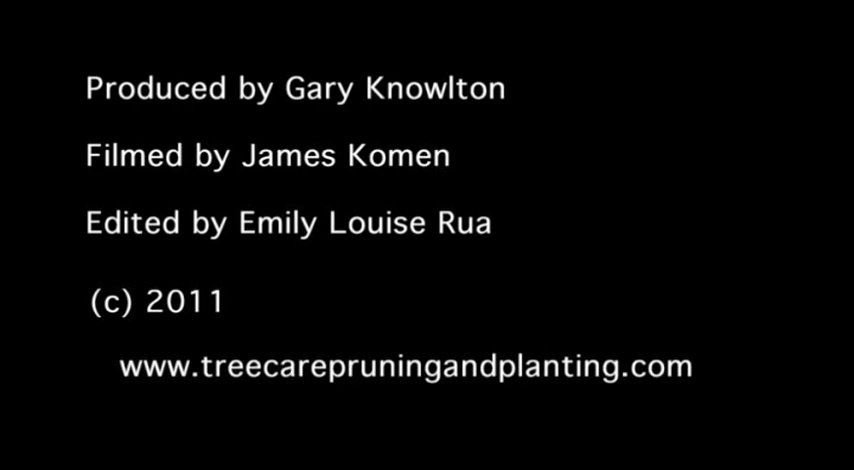 Produced by Gary Knowlton
Filmed by James Komen
Edited by Emily Louise Rua
(c) 2011
www.treecarepruningandplanting.com